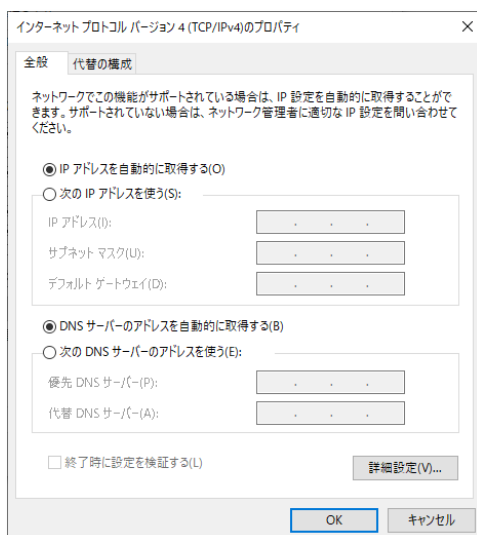 インターネット プロトコル バージョン 4 (TCP/IPv4)のプロパティ
全般
代替の構成
ネットワークでこの機能がサポートされている場合は、IP 設定を自動的に取得することがで
きます。サポートされていない場合は、ネットワーク管理者に適切な IP 設定を問い合わせて
ください。
IP アドレスを自動的に取得する(O)
次の IP アドレスを使う(S):
IP アドレス(I):
サブネット マスク(U):
デフォルト ゲートウェイ(D):
DNS サーバーのアドレスを自動的に取得する(B)
次の DNS サーバーのアドレスを使う(E):
優先 DNS サーバー(P):
代替 DNS サーバー(A):
終了時に設定を検証する(L)
詳細設定(V)...
OK
キャンセル